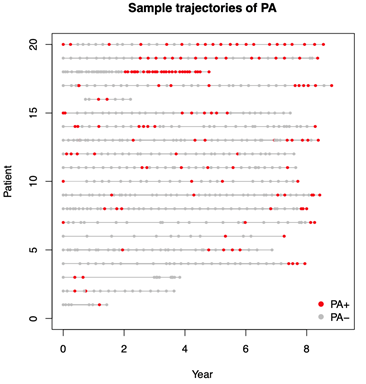 Sample trajectories of PA
20
15
10
5
0
Patient
0 2 4 6 8
Year
PA+
PA−